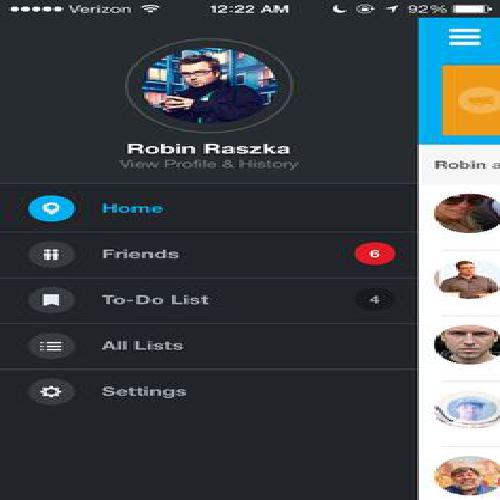 Verizon 12:22 AM 92%
Robin Raszka
View Profile & History
Home
Friends 6
To-Do List 4
All Lists
Settings
Robin a